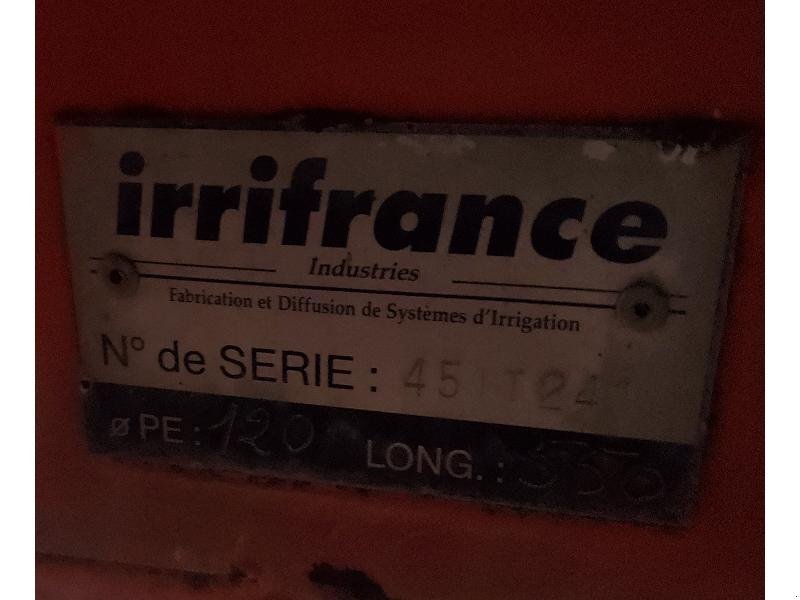 irrifrance
Industries
Fabrication et Diffusion de Systèmes d'Irrigation
N° de SERIE :
ø PE : 120 LONG. :